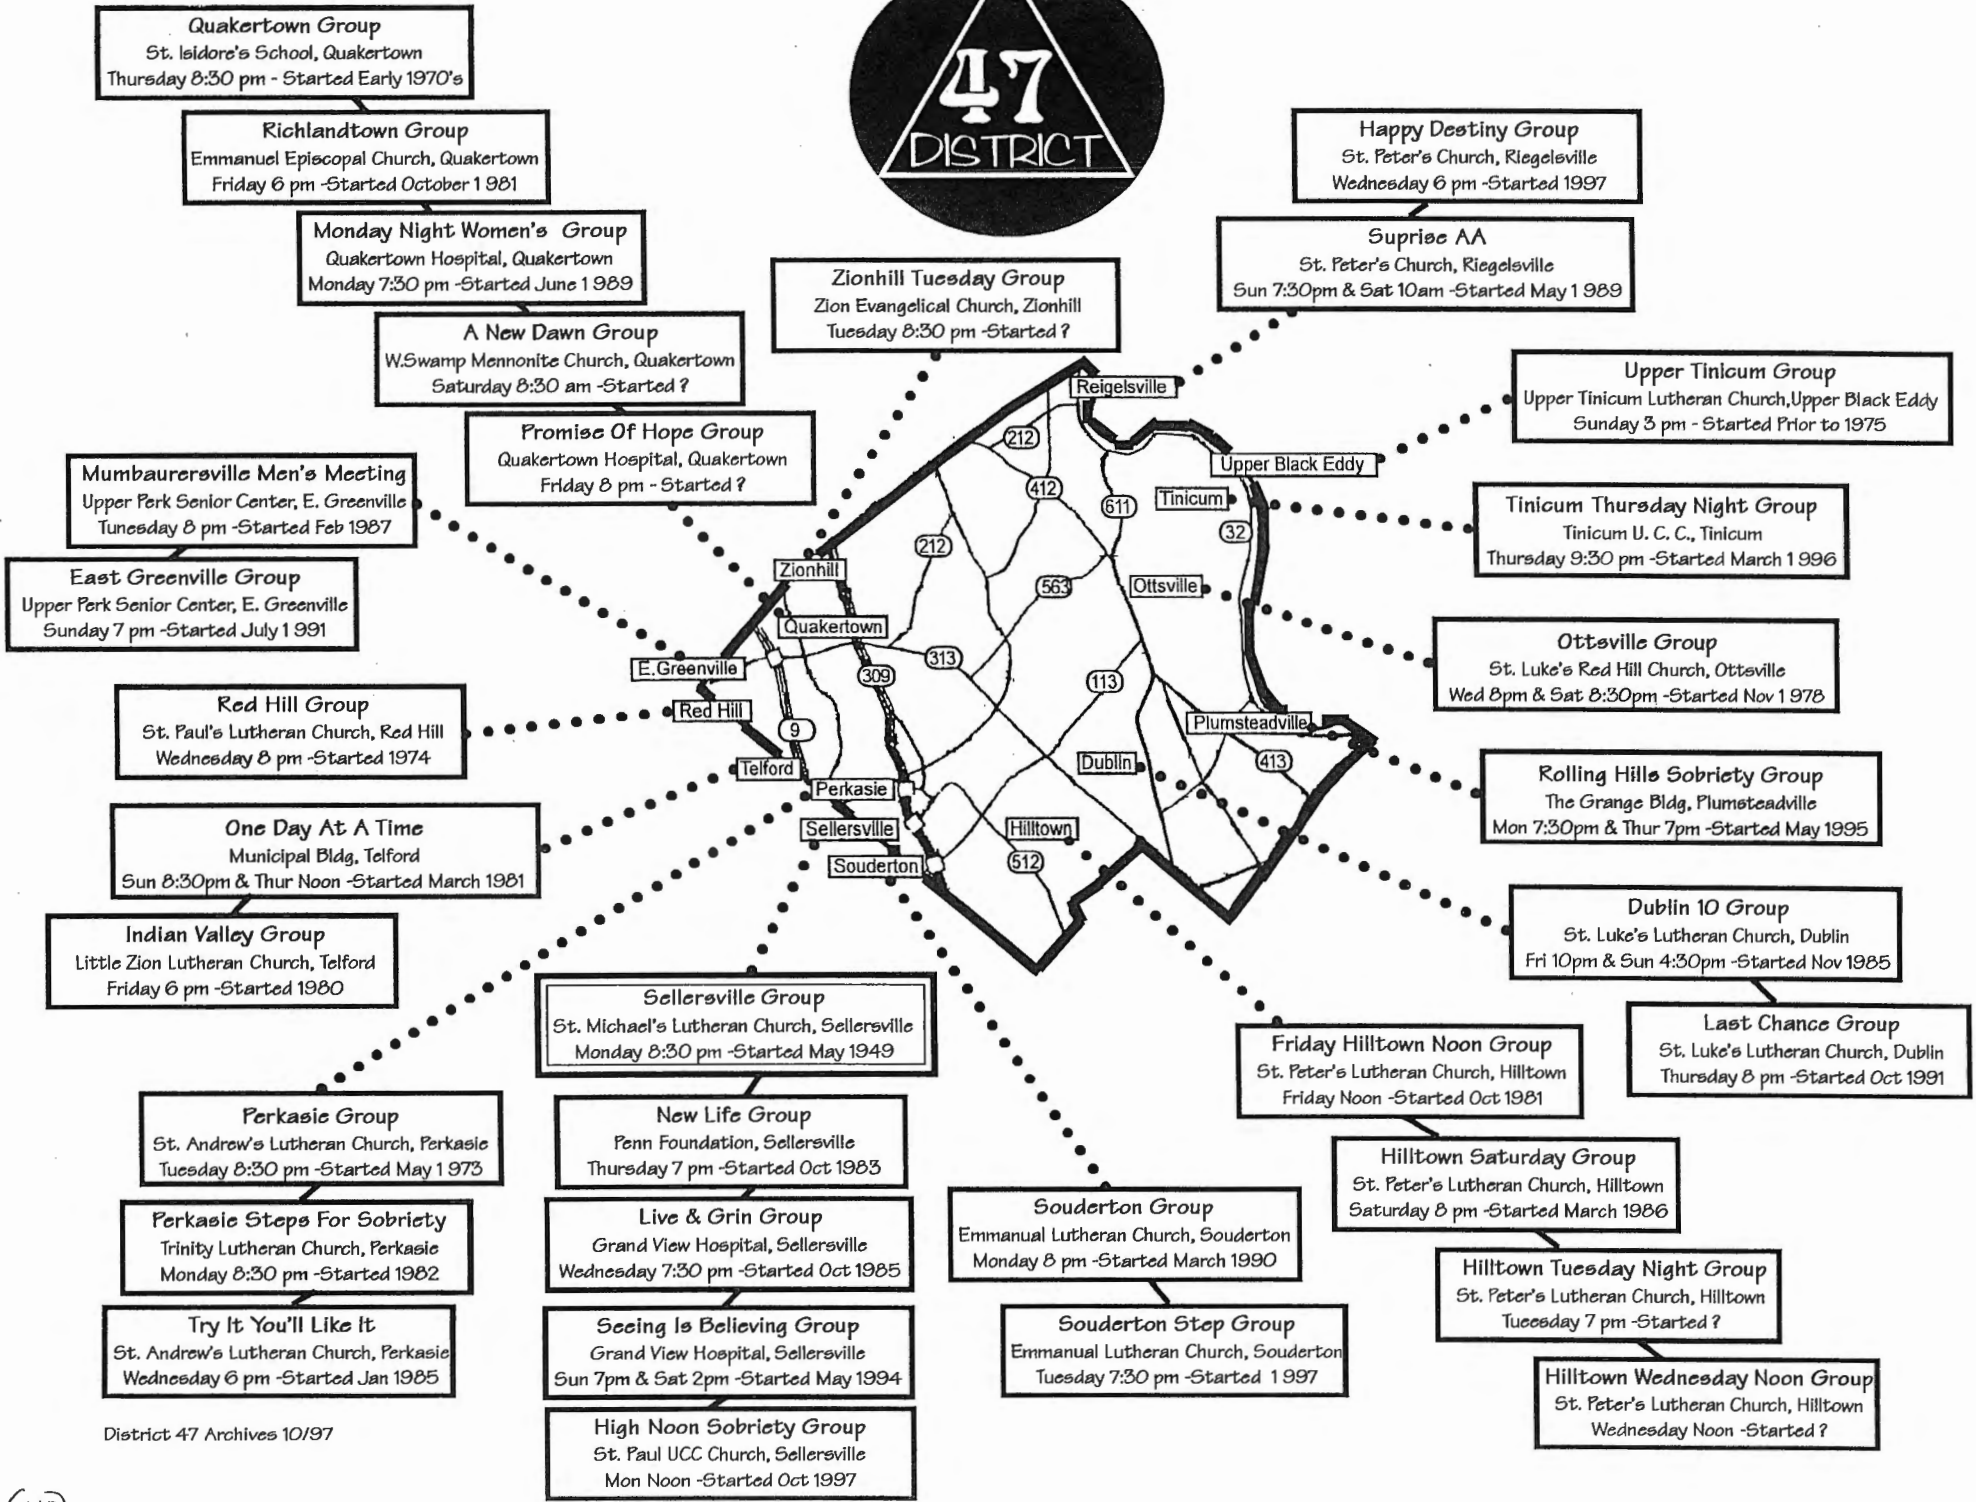 Quakertown Group
St. Isidore's School, Quakertown
Thursday 8:30 pm - Started Early 1970's
Richlandtown Group
Emmanuel Episcopal Church, Quakertown
Friday 6 pm -Started October 1981
Monday Night Women's Group
Quakertown Hospital, Quakertown
Monday 7:30 pm -Started June 1989
A New Dawn Group
W.Swamp Mennonite Church, Quakertown
Saturday 8:30 am -Started ?
Promise Of Hope Group
Quakertown Hospital, Quakertown
Friday 8 pm - Started ?
Mumbaurersville Men's Meeting
Upper Perk Senior Center, E. Greenville
Tunesday 8 pm -Started Feb 1987
East Greenville Group
Upper Perk Senior Center, E. Greenville
Sunday 7 pm -Started July 1991
Red Hill Group
St. Paul's Lutheran Church, Red Hill
Wednesday 8 pm -Started 1974
One Day At A Time
Municipal Bldg, Telford
Sun 8:30pm & Thur Noon -Started March 1981
Indian Valley Group
Little Zion Lutheran Church, Telford
Friday 6 pm -Started 1980
Perkasie Group
St. Andrew's Lutheran Church, Perkasie
Tuesday 8:30 pm -Started May 1973
Perkasie Steps For Sobriety
Trinity Lutheran Church, Perkasie
Monday 8:30 pm -Started 1982
Try It You'll Like It
St. Andrew's Lutheran Church, Perkasie
Wednesday 6 pm -Started Jan 1985
District 47 Archives 10/97
47
DISTRICT
Zionhill Tuesday Group
Zion Evangelical Church, Zionhill
Tuesday 8:30 pm -Started ?
Reigelsville
212
Upper Black Eddy
412
611
Tinicum
32
212
Zionhill
563
Ottsville
Quakertown
313
E.Greenville
309
113
Red Hill
Plumsteadville
9
Dublin
413
Telford
Perkasie
Sellersville
Hilltown
Souderton
512
Sellersville Group
St. Michael's Lutheran Church, Sellersville
Monday 8:30 pm -Started May 1949
New Life Group
Penn Foundation, Sellersville
Thursday 7 pm -Started Oct 1983
Live & Grin Group
Grand View Hospital, Sellersville
Wednesday 7:30 pm -Started Oct 1985
Seeing Is Believing Group
Grand View Hospital, Sellersville
Sun 7pm & Sat 2pm -Started May 1994
High Noon Sobriety Group
St. Paul UCC Church, Sellersville
Mon Noon -Started Oct 1997
Souderton Group
Emmanual Lutheran Church, Souderton
Monday 8 pm -Started March 1990
Souderton Step Group
Emmanual Lutheran Church, Souderton
Tuesday 7:30 pm -Started 1997
Happy Destiny Group
St. Peter's Church, Riegelsville
Wednesday 6 pm -Started 1997
Suprise AA
St. Peter's Church, Riegelsville
Sun 7:30pm & Sat 10am -Started May 1989
Upper Tinicum Group
Upper Tinicum Lutheran Church,Upper Black Eddy
Sunday 3 pm - Started Prior to 1975
Tinicum Thursday Night Group
Tinicum U. C. C., Tinicum
Thursday 9:30 pm -Started March 1996
Ottsville Group
St. Luke's Red Hill Church, Ottsville
Wed 8pm & Sat 8:30pm -Started Nov 1978
Rolling Hills Sobriety Group
The Grange Bldg, Plumsteadville
Mon 7:30pm & Thur 7pm -Started May 1995
Dublin 10 Group
St. Luke's Lutheran Church, Dublin
Fri 10pm & Sun 4:30pm -Started Nov 1985
Last Chance Group
St. Luke's Lutheran Church, Dublin
Thursday 8 pm -Started Oct 1991
Friday Hilltown Noon Group
St. Peter's Lutheran Church, Hilltown
Friday Noon -Started Oct 1981
Hilltown Saturday Group
St. Peter's Lutheran Church, Hilltown
Saturday 8 pm -Started March 1986
Hilltown Tuesday Night Group
St. Peter's Lutheran Church, Hilltown
Tueesday 7 pm -Started ?
Hilltown Wednesday Noon Group
St. Peter's Lutheran Church, Hilltown
Wednesday Noon -Started ?